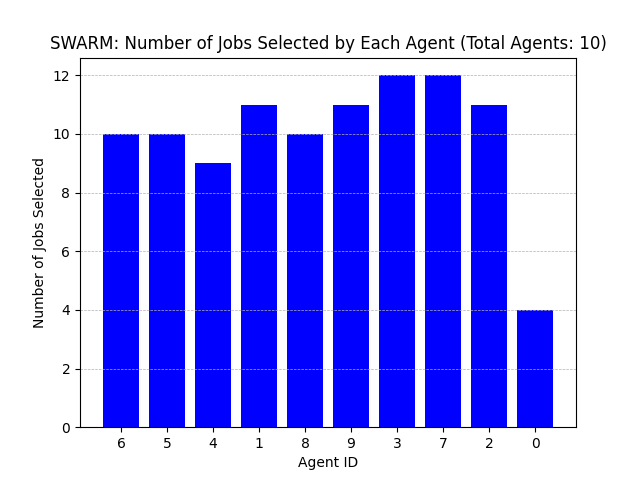 SWARM: Number of Jobs Selected by Each Agent (Total Agents: 10)
12
10
8
6
4
2
0
Number of Jobs Selected
6 5 4 1 8 9 3 7 2 0
Agent ID